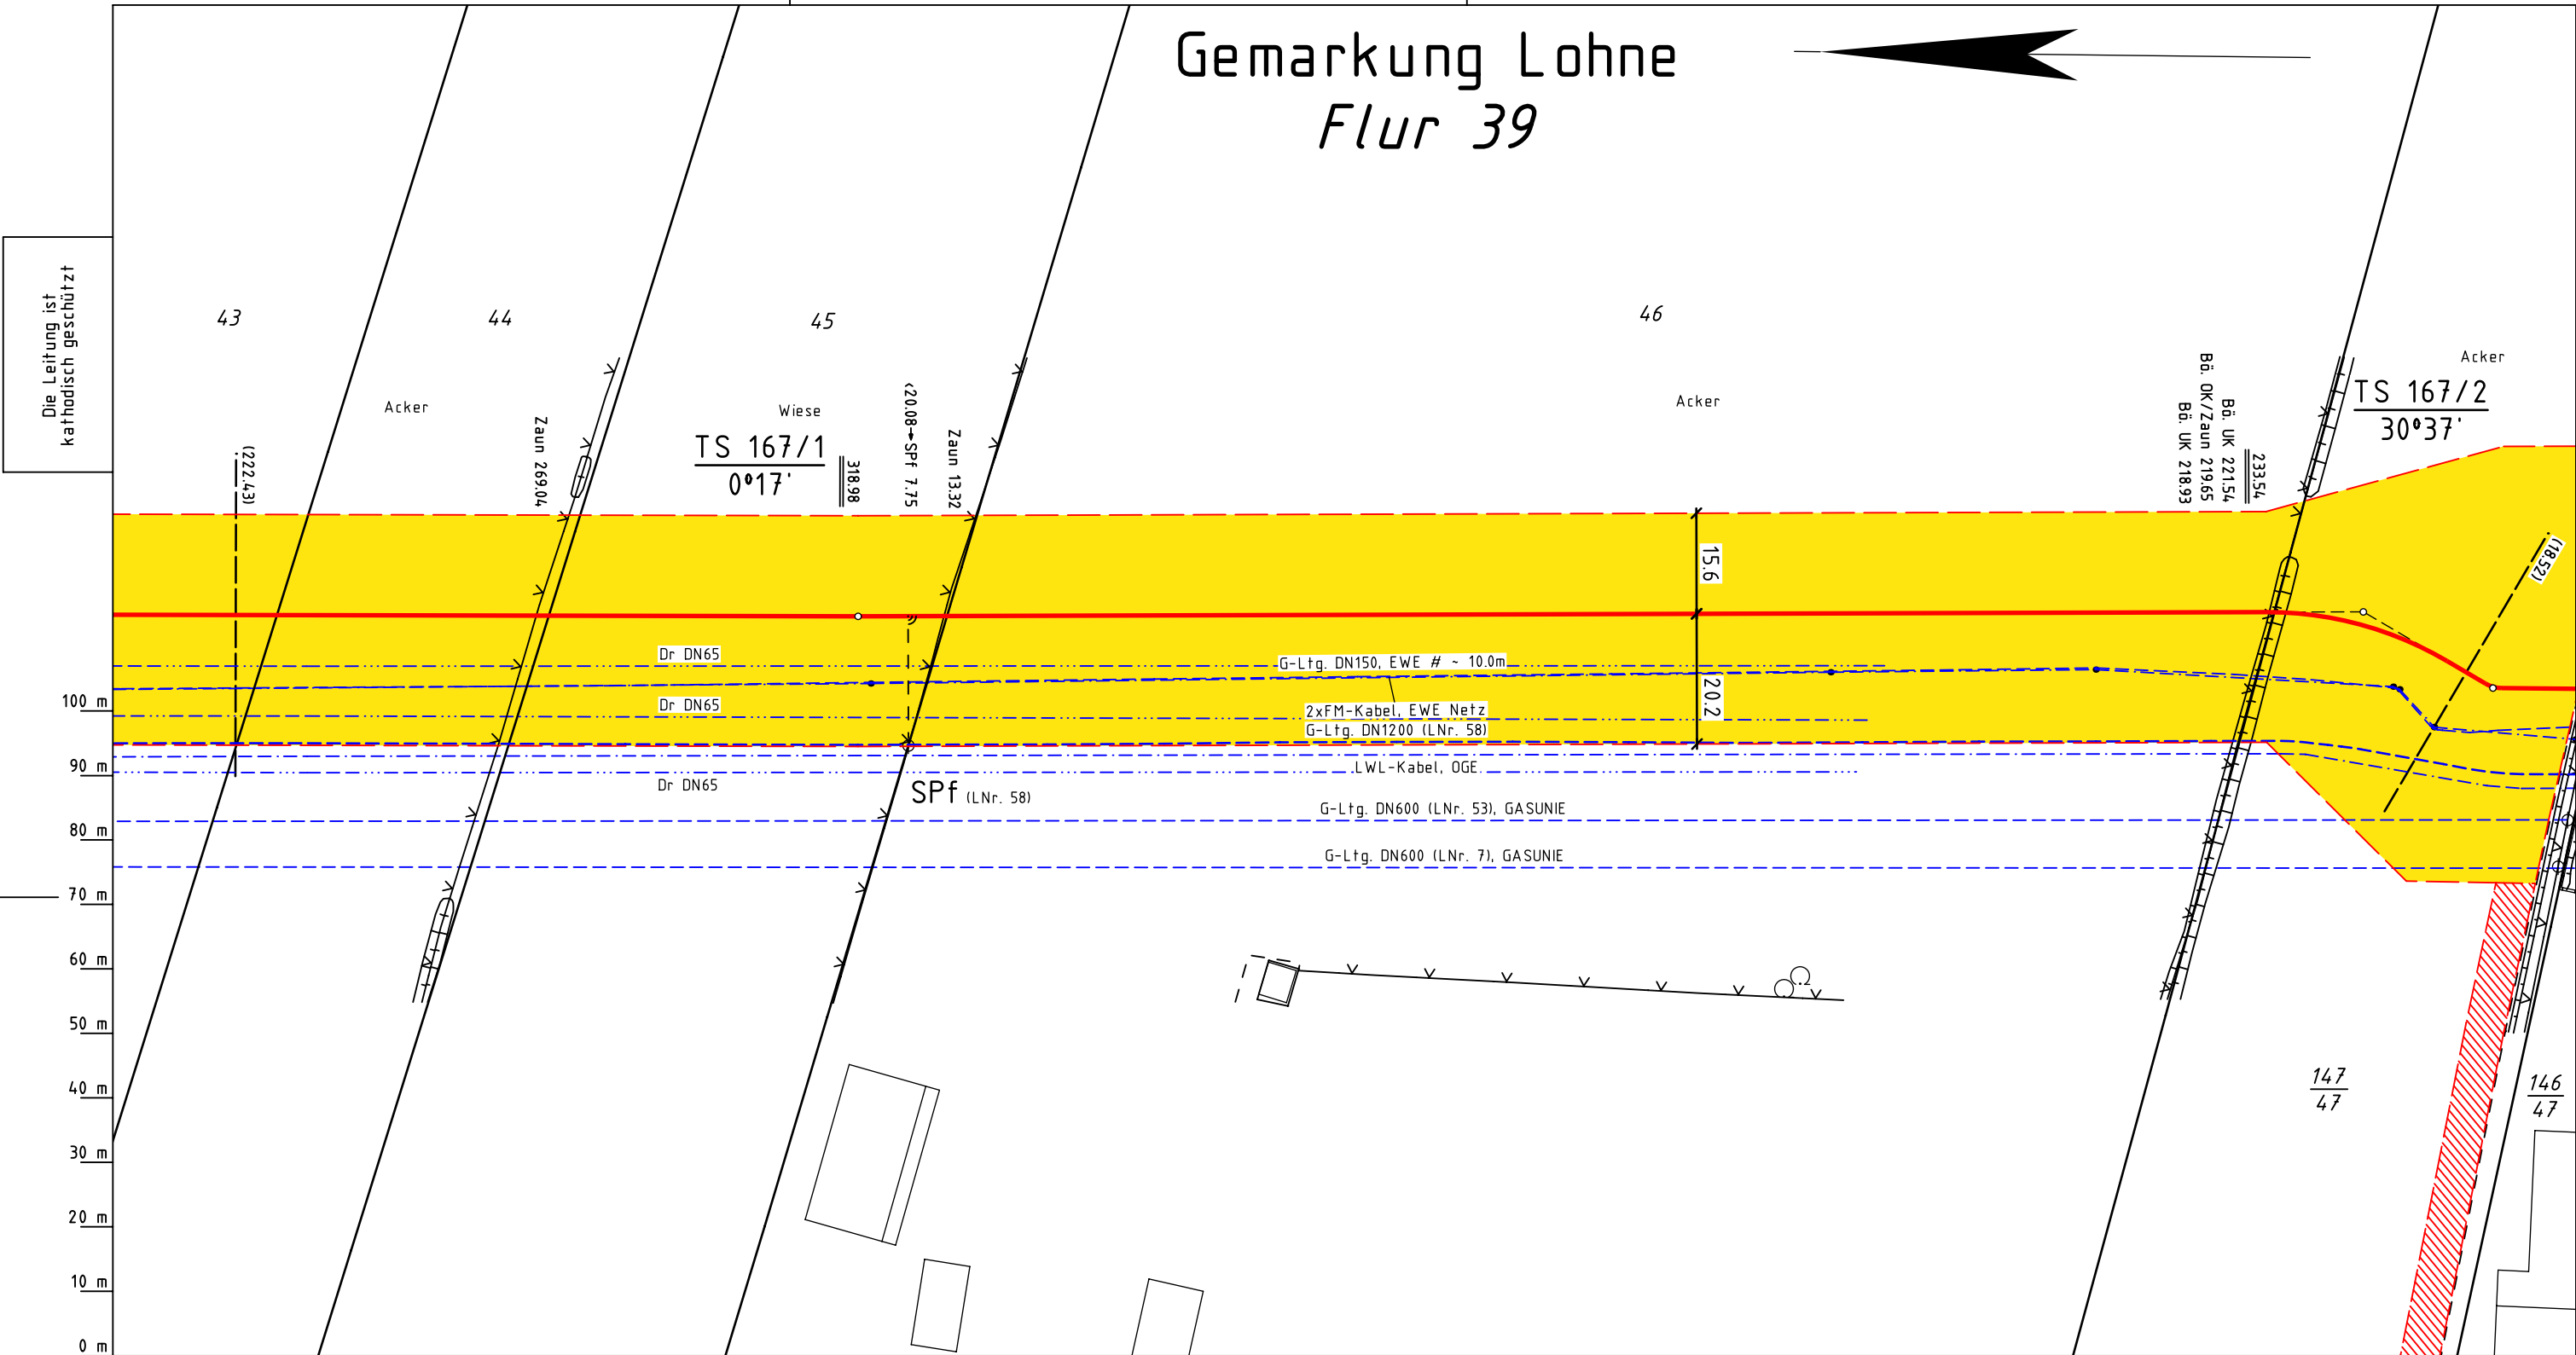 Gemarkung Lohne
Flur 39
Die Leitung ist
kathodisch geschützt
43
44
45
46
Acker
Wiese
Acker
Acker
TS 167/1
0°17'
318.98
TS 167/2
30°37'
(222.43)
Zaun 269.04
<20.08→SPf 7.75
Zaun 13.32
233.54
Bö. UK 221.54
Bö. OK/Zaun 219.65
Bö. UK 218.93
(18.52)
15.6
20.2
Dr DN65
G-Ltg. DN150, EWE # ~ 10.0m
Dr DN65
2xFM-Kabel, EWE Netz
G-Ltg. DN1200 (LNr. 58)
LWL-Kabel, OGE
Dr DN65
SPf (LNr. 58)
G-Ltg. DN600 (LNr. 53), GASUNIE
G-Ltg. DN600 (LNr. 7), GASUNIE
100 m
90 m
80 m
70 m
60 m
50 m
40 m
30 m
20 m
10 m
0 m
.2
147
47
146
47